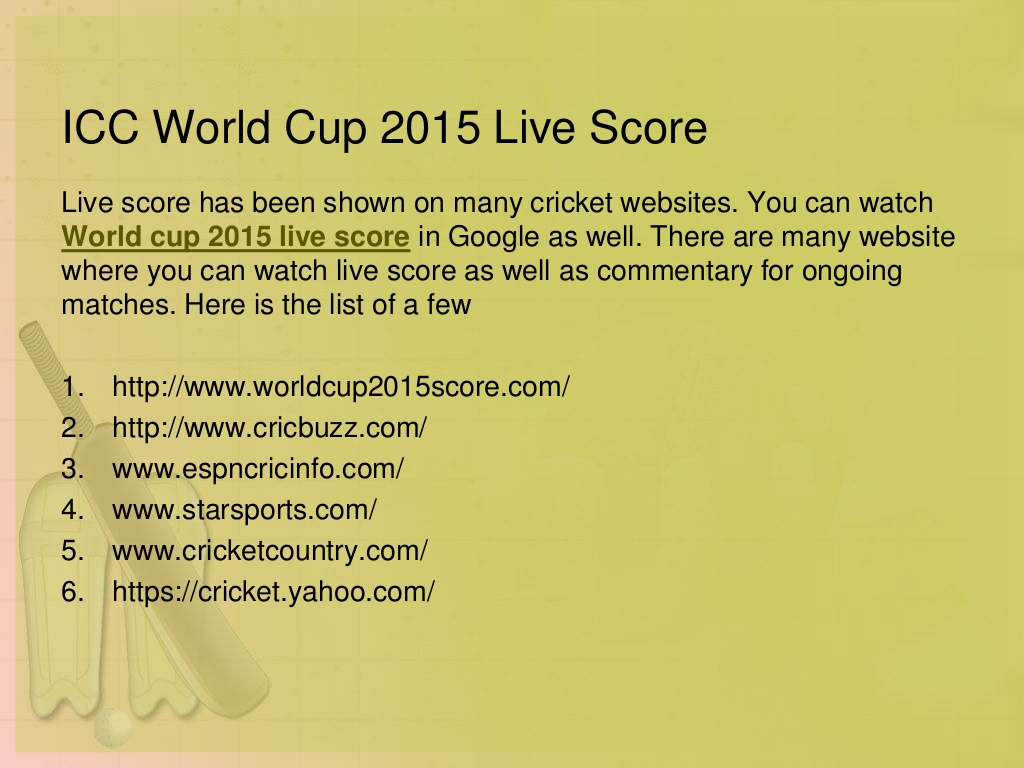 ICC World Cup 2015 Live Score
Live score has been shown on many cricket websites. You can watch
World cup 2015 live score in Google as well. There are many website
where you can watch live score as well as commentary for ongoing
matches. Here is the list of a few
1. http://www.worldcup2015score.com/
2. http://www.cricbuzz.com/
3. www.espncricinfo.com/
4. www.starsports.com/
5. www.cricketcountry.com/
6. https://cricket.yahoo.com/